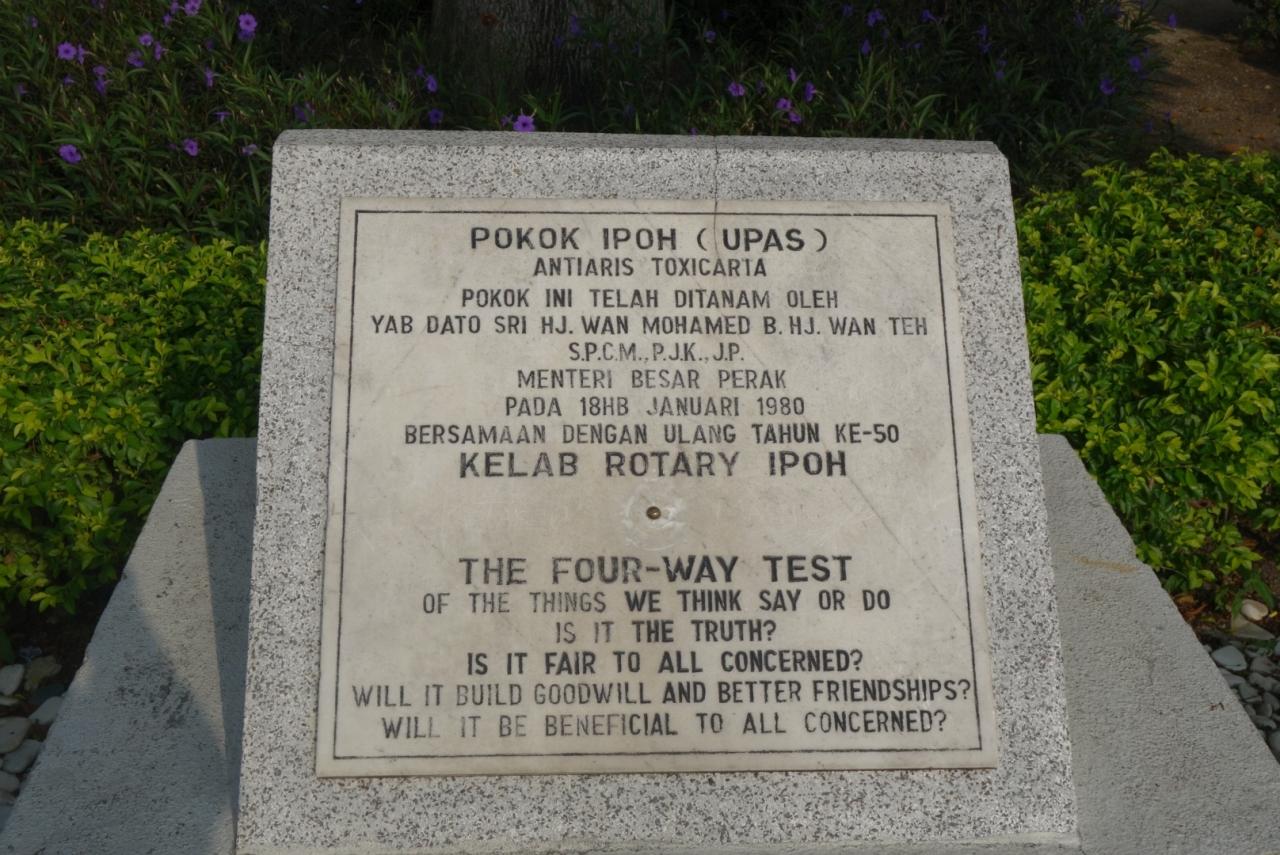 POKOK IPOH (UPAS)
ANTIARIS TOXICARTA
POKOK INI TELAH DITANAM OLEH
YAB DATO SRI HJ. WAN MOHAMED B. HJ. WAN TEH
S.P.C.M., P.J.K., J.P.
MENTERI BESAR PERAK
PADA 18HB JANUARI 1980
BERSAMAAN DENGAN ULANG TAHUN KE-50
KELAB ROTARY IPOH
THE FOUR-WAY TEST
OF THE THINGS WE THINK SAY OR DO
IS IT THE TRUTH?
IS IT FAIR TO ALL CONCERNED?
WILL IT BUILD GOODWILL AND BETTER FRIENDSHIPS?
WILL IT BE BENEFICIAL TO ALL CONCERNED?